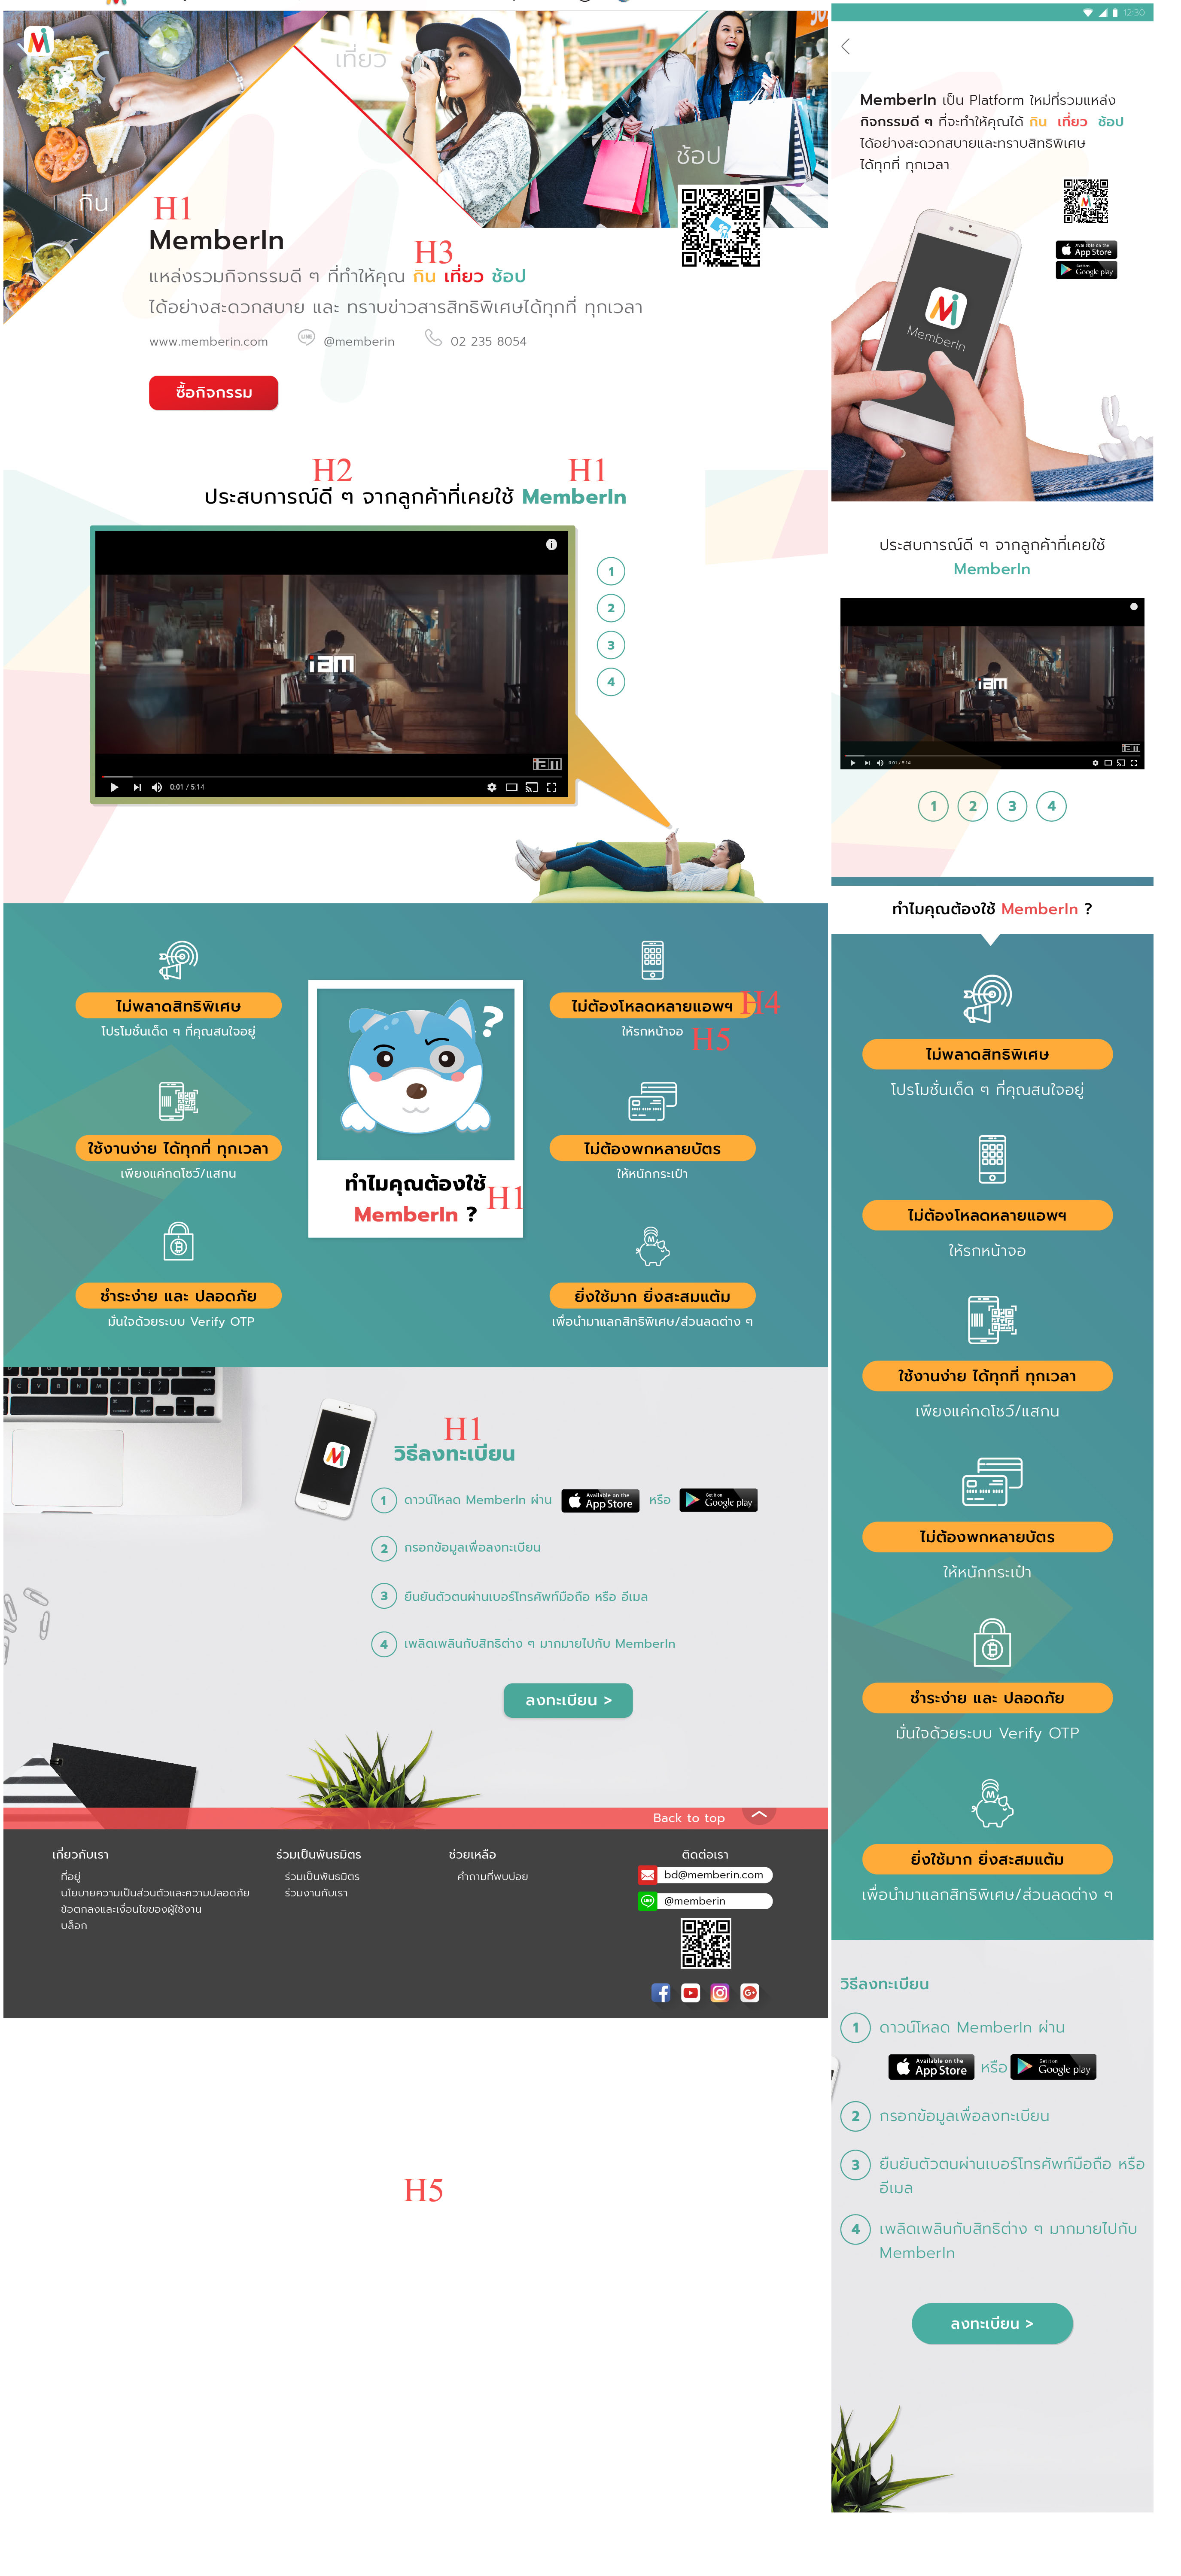 เที่ยว
ช้อป
กิน
H1
MemberIn
H3
แหล่งรวมกิจกรรมดี ๆ ที่ทำให้คุณ กิน เที่ยว ช้อป
ได้อย่างสะดวกสบาย และ ทราบข่าวสารสิทธิพิเศษได้ทุกที่ ทุกเวลา
www.memberin.com LINE @memberin 02 235 8054
ซื้อกิจกรรม
H2 H1
ประสบการณ์ดี ๆ จากลูกค้าที่เคยใช้ MemberIn
iam
0:01 / 5:14
1
2
3
4
ไม่พลาดสิทธิพิเศษ
โปรโมชั่นเด็ด ๆ ที่คุณสนใจอยู่
ใช้งานง่าย ได้ทุกที่ ทุกเวลา
เพียงแค่กดโชว์/แสกน
ชำระง่าย และ ปลอดภัย
มั่นใจด้วยระบบ Verify OTP
?
ทำไมคุณต้องใช้
H1
MemberIn ?
ไม่ต้องโหลดหลายแอพฯ H4
ให้รกหน้าจอ H5
ไม่ต้องพกหลายบัตร
ให้หนักกระเป๋า
ยิ่งใช้มาก ยิ่งสะสมแต้ม
เพื่อนำมาแลกสิทธิพิเศษ/ส่วนลดต่าง ๆ
H1
วิธีลงทะเบียน
1 ดาวน์โหลด MemberIn ผ่าน Available on the App Store หรือ Get it on Google play
2 กรอกข้อมูลเพื่อลงทะเบียน
3 ยืนยันตัวตนผ่านเบอร์โทรศัพท์มือถือ หรือ อีเมล
4 เพลิดเพลินกับสิทธิต่าง ๆ มากมายไปกับ MemberIn
ลงทะเบียน >
Back to top
เกี่ยวกับเรา
ที่อยู่
นโยบายความเป็นส่วนตัวและความปลอดภัย
ข้อตกลงและเงื่อนไขของผู้ใช้งาน
บล็อก
ร่วมเป็นพันธมิตร
ร่วมเป็นพันธมิตร
ร่วมงานกับเรา
ช่วยเหลือ
คำถามที่พบบ่อย
ติดต่อเรา
bd@memberin.com
@memberin
H5
12:30
MemberIn เป็น Platform ใหม่ที่รวมแหล่ง
กิจกรรมดี ๆ ที่จะทำให้คุณได้ กิน เที่ยว ช้อป
ได้อย่างสะดวกสบายและทราบสิทธิพิเศษ
ได้ทุกที่ ทุกเวลา
Available on the App Store
Get it on Google play
MemberIn
ประสบการณ์ดี ๆ จากลูกค้าที่เคยใช้
MemberIn
iam
0:01 / 5:14
1 2 3 4
ทำไมคุณต้องใช้ MemberIn ?
ไม่พลาดสิทธิพิเศษ
โปรโมชั่นเด็ด ๆ ที่คุณสนใจอยู่
ไม่ต้องโหลดหลายแอพฯ
ให้รกหน้าจอ
ใช้งานง่าย ได้ทุกที่ ทุกเวลา
เพียงแค่กดโชว์/แสกน
ไม่ต้องพกหลายบัตร
ให้หนักกระเป๋า
ชำระง่าย และ ปลอดภัย
มั่นใจด้วยระบบ Verify OTP
ยิ่งใช้มาก ยิ่งสะสมแต้ม
เพื่อนำมาแลกสิทธิพิเศษ/ส่วนลดต่าง ๆ
วิธีลงทะเบียน
1 ดาวน์โหลด MemberIn ผ่าน
Available on the App Store หรือ Get it on Google play
2 กรอกข้อมูลเพื่อลงทะเบียน
3 ยืนยันตัวตนผ่านเบอร์โทรศัพท์มือถือ หรือ
อีเมล
4 เพลิดเพลินกับสิทธิต่าง ๆ มากมายไปกับ
MemberIn
ลงทะเบียน >